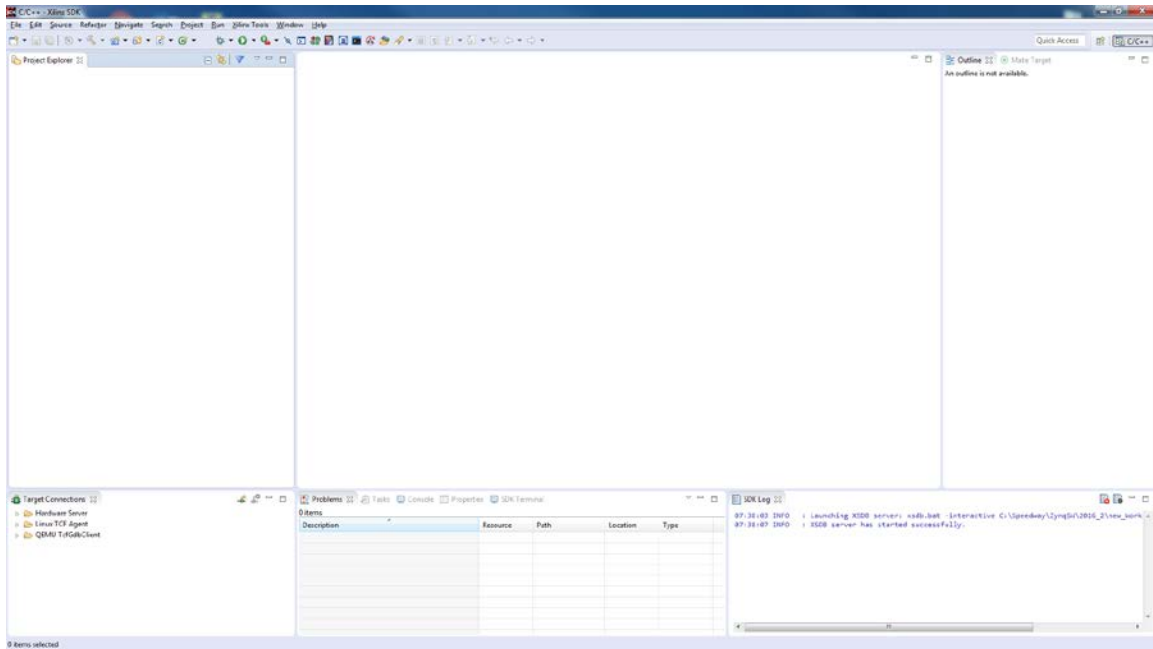 C/C++ - Xilinx SDK
File Edit Source Refactor Navigate Search Project Run Xilinx Tools Window Help
Quick Access C/C++
Project Explorer
Outline Make Target
An outline is not available.
Target Connections
Hardware Server
Linux TCF Agent
QEMU TcfGdbClient
Problems Tasks Console Properties SDK Terminal
0 items
Description Resource Path Location Type
SDK Log
07:38:03 INFO : Launching XSDB server: xsdb.bat -interactive C:\Speedway\ZynqSW\2016_2\new_work
07:38:07 INFO : XSDB server has started successfully.
0 items selected